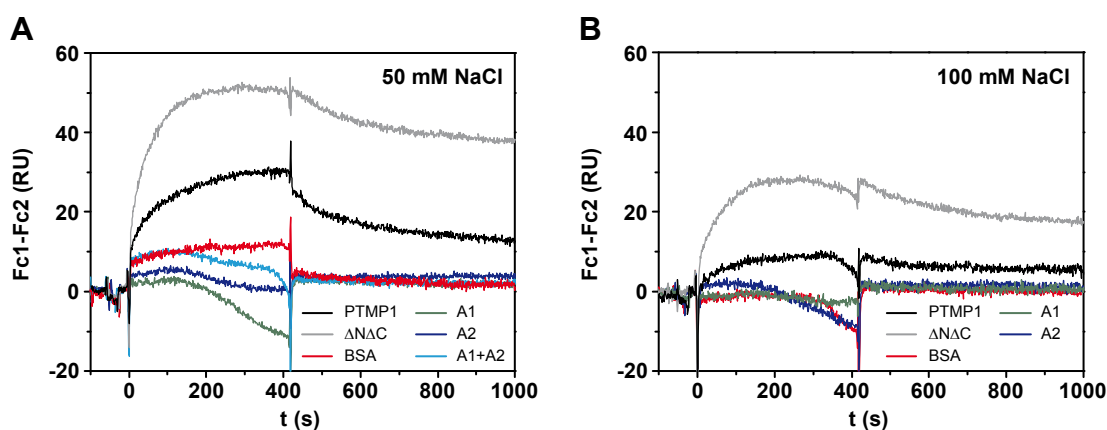 A
50 mM NaCl
Fc1-Fc2 (RU)
60
40
20
0
-20
PTMP1
ΔNΔC
BSA
A1
A2
A1+A2
0 200 400 600 800 1000
t (s)
B
100 mM NaCl
Fc1-Fc2 (RU)
60
40
20
0
-20
PTMP1
ΔNΔC
BSA
A1
A2
0 200 400 600 800 1000
t (s)